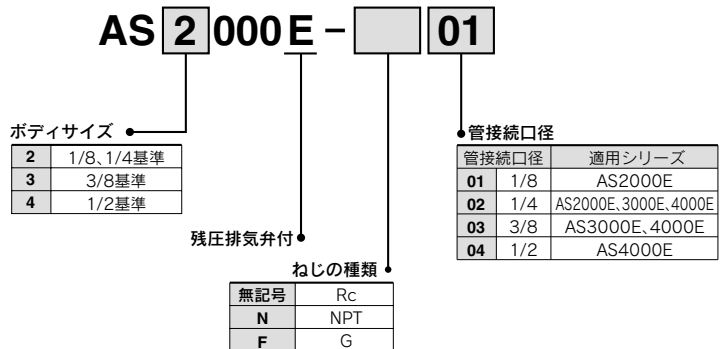 AS 2 000 E − 01
ボディサイズ
2 1/8、1/4基準
3 3/8基準
4 1/2基準
残圧排気弁付
ねじの種類
無記号 Rc
N NPT
F G
管接続口径
管接続口径 適用シリーズ
01 1/8 AS2000E
02 1/4 AS2000E、3000E、4000E
03 3/8 AS3000E、4000E
04 1/2 AS4000E